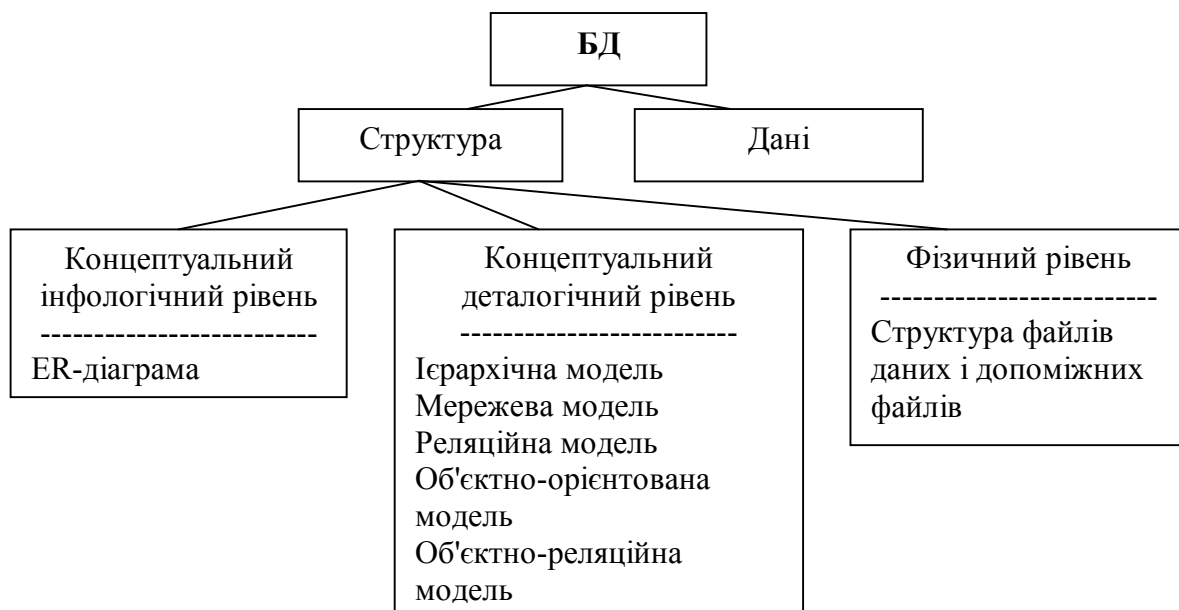 БД
Структура
Дані
Концептуальний
інфологічний рівень
----------------------------
ER-діаграма
Концептуальний
деталогічний рівень
----------------------------
Ієрархічна модель
Мережева модель
Реляційна модель
Об'єктно-орієнтована
модель
Об'єктно-реляційна
модель
Фізичний рівень
----------------------------
Структура файлів
даних і допоміжних
файлів